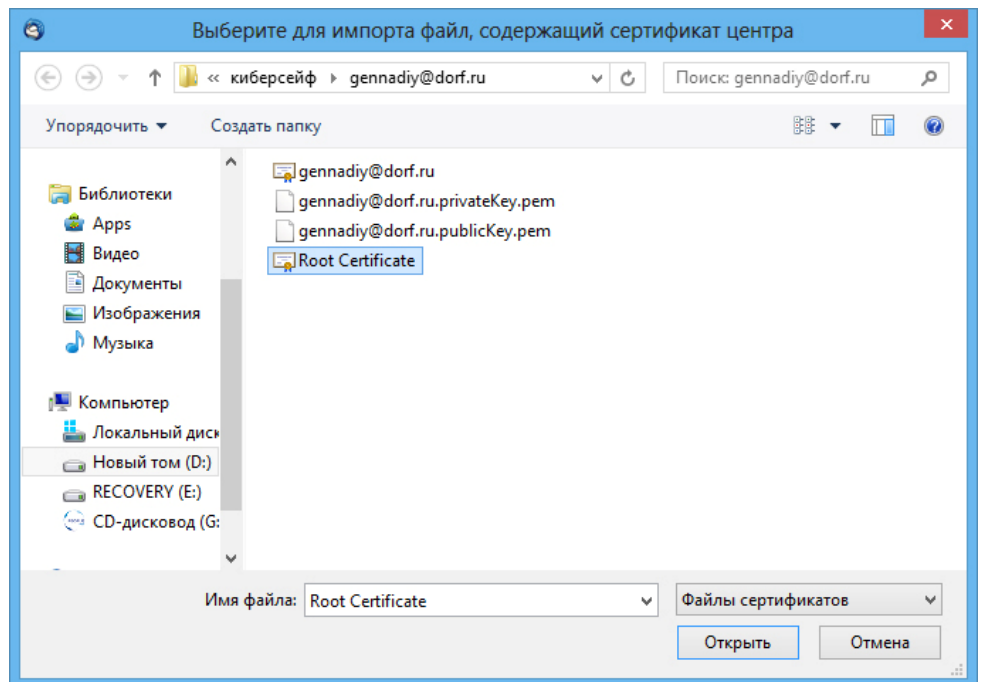 Выберите для импорта файл, содержащий сертификат центра
« киберсейф gennadiy@dorf.ru
Поиск: gennadiy@dorf.ru
Упорядочить
Создать папку
Библиотеки
Apps
Видео
Документы
Изображения
Музыка
Компьютер
Локальный диск
Новый том (D:)
RECOVERY (E:)
CD-дисковод (G:
gennadiy@dorf.ru
gennadiy@dorf.ru.privateKey.pem
gennadiy@dorf.ru.publicKey.pem
Root Certificate
Имя файла: Root Certificate
Файлы сертификатов
Открыть
Отмена